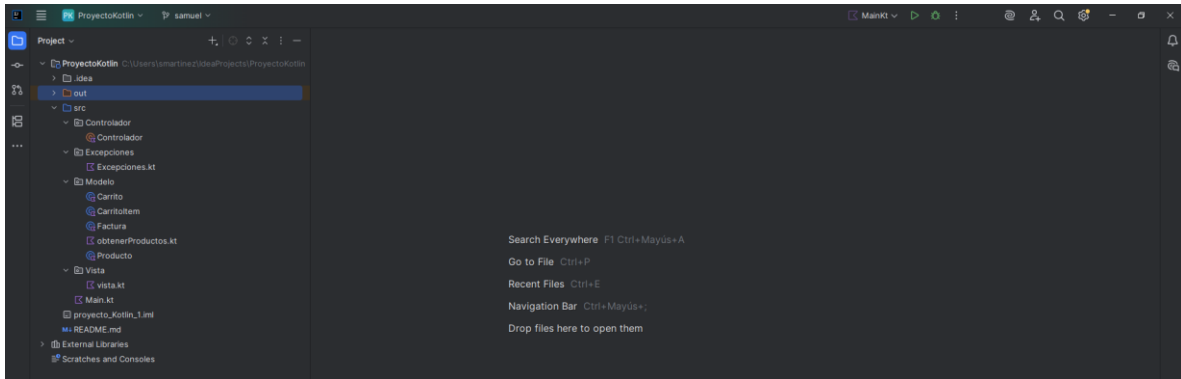 PK ProyectoKotlin samuel MainKt
Project
ProyectoKotlin C:\Users\smartinez\IdeaProjects\ProyectoKotlin
.idea
out
src
Controlador
Controlador
Excepciones
Excepciones.kt
Modelo
Carrito
CarritoItem
Factura
obtenerProductos.kt
Producto
Vista
vista.kt
Main.kt
proyecto_Kotlin_1.iml
M↓ README.md
External Libraries
Scratches and Consoles
Search Everywhere F1 Ctrl+Mayús+A
Go to File Ctrl+P
Recent Files Ctrl+E
Navigation Bar Ctrl+Mayús+;
Drop files here to open them